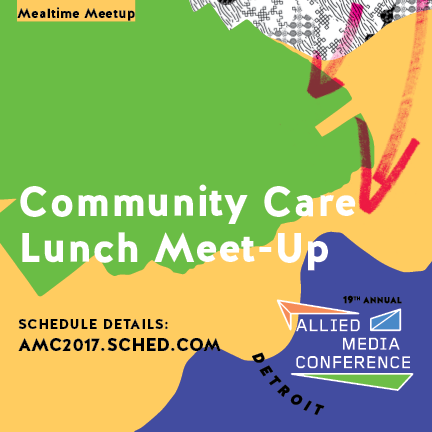 Mealtime Meetup
Community Care
Lunch Meet-Up
SCHEDULE DETAILS:
AMC2017.SCHED.COM
19TH ANNUAL
ALLIED
MEDIA
CONFERENCE
DETROIT